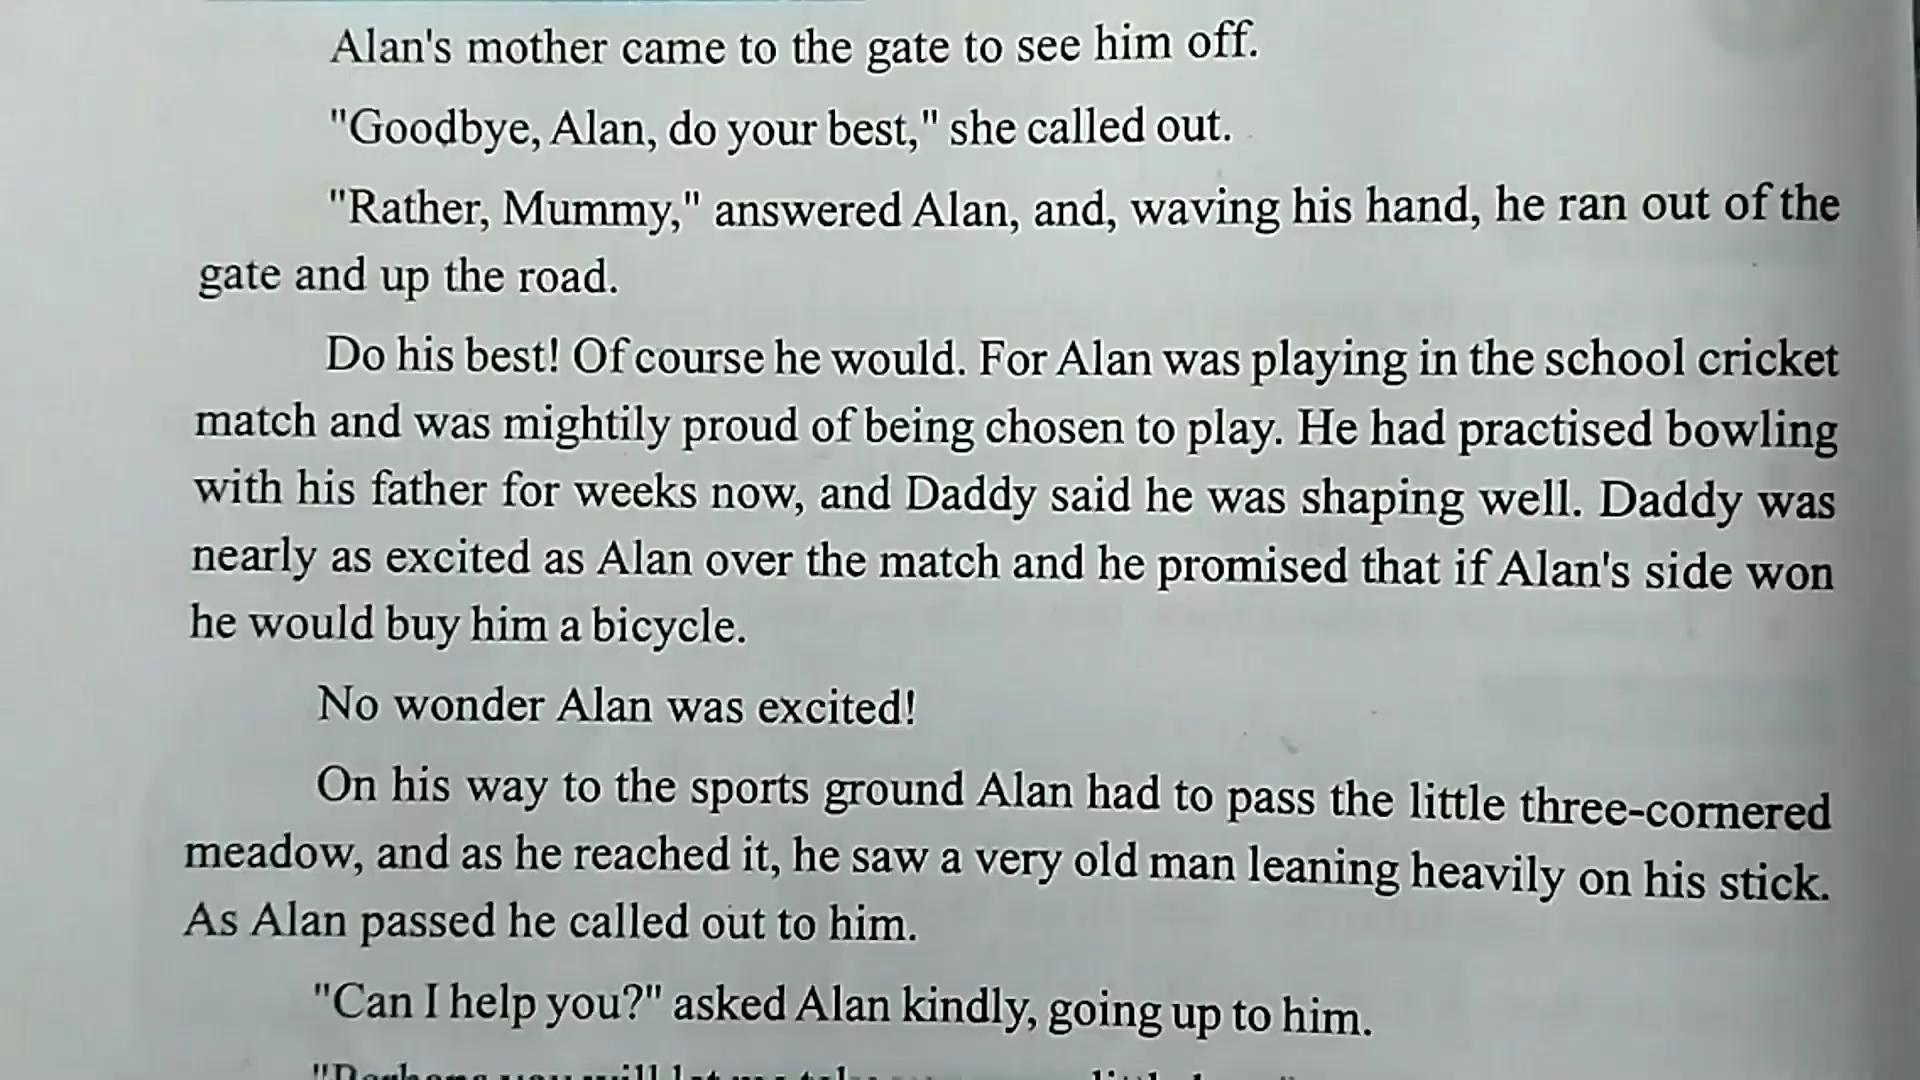 Alan's mother came to the gate to see him off.
"Goodbye, Alan, do your best," she called out.
"Rather, Mummy," answered Alan, and, waving his hand, he ran out of the
gate and up the road.
Do his best! Of course he would. For Alan was playing in the school cricket
match and was mightily proud of being chosen to play. He had practised bowling
with his father for weeks now, and Daddy said he was shaping well. Daddy was
nearly as excited as Alan over the match and he promised that if Alan's side won
he would buy him a bicycle.
No wonder Alan was excited!
On his way to the sports ground Alan had to pass the little three-cornered
meadow, and as he reached it, he saw a very old man leaning heavily on his stick.
As Alan passed he called out to him.
"Can I help you?" asked Alan kindly, going up to him.
"Perhaps you will let me take